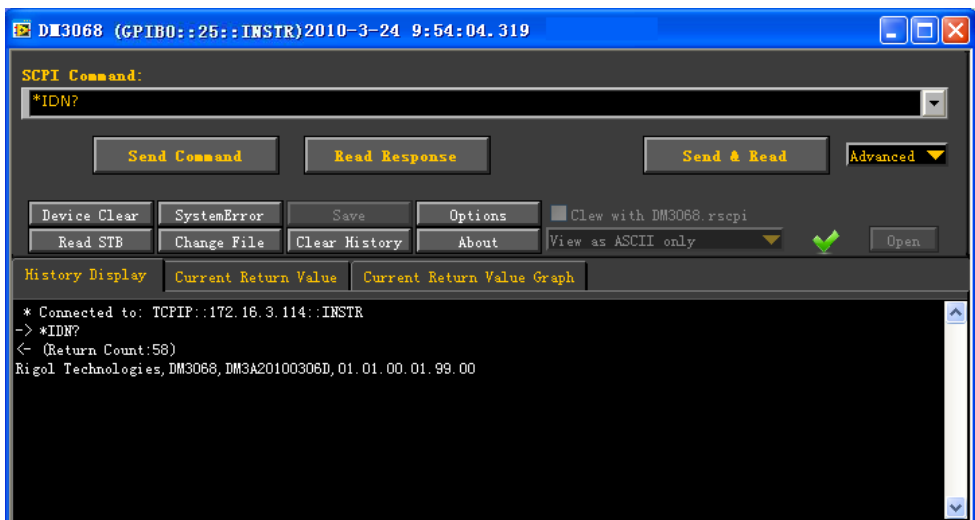 DM3068 (GPIB0::25::INSTR)2010-3-24 9:54:04.319
SCPI Command:
*IDN?
Send Command
Read Response
Send & Read
Advanced
Device Clear
SystemError
Save
Options
Clew with DM3068.rscpi
Read STB
Change File
Clear History
About
View as ASCII only
Open
History Display
Current Return Value
Current Return Value Graph
* Connected to: TCPIP::172.16.3.114::INSTR
-> *IDN?
<- (Return Count:58)
Rigol Technologies,DM3068,DM3A20100306D,01.01.00.01.99.00